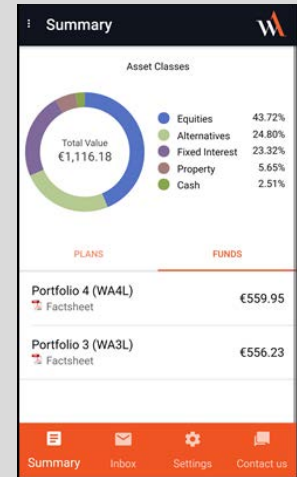 Summary
Asset Classes
Total Value
€1,116.18
Equities 43.72%
Alternatives 24.80%
Fixed Interest 23.32%
Property 5.65%
Cash 2.51%
PLANS FUNDS
Portfolio 4 (WA4L) €559.95
Factsheet
Portfolio 3 (WA3L) €556.23
Factsheet
Summary Inbox Settings Contact us